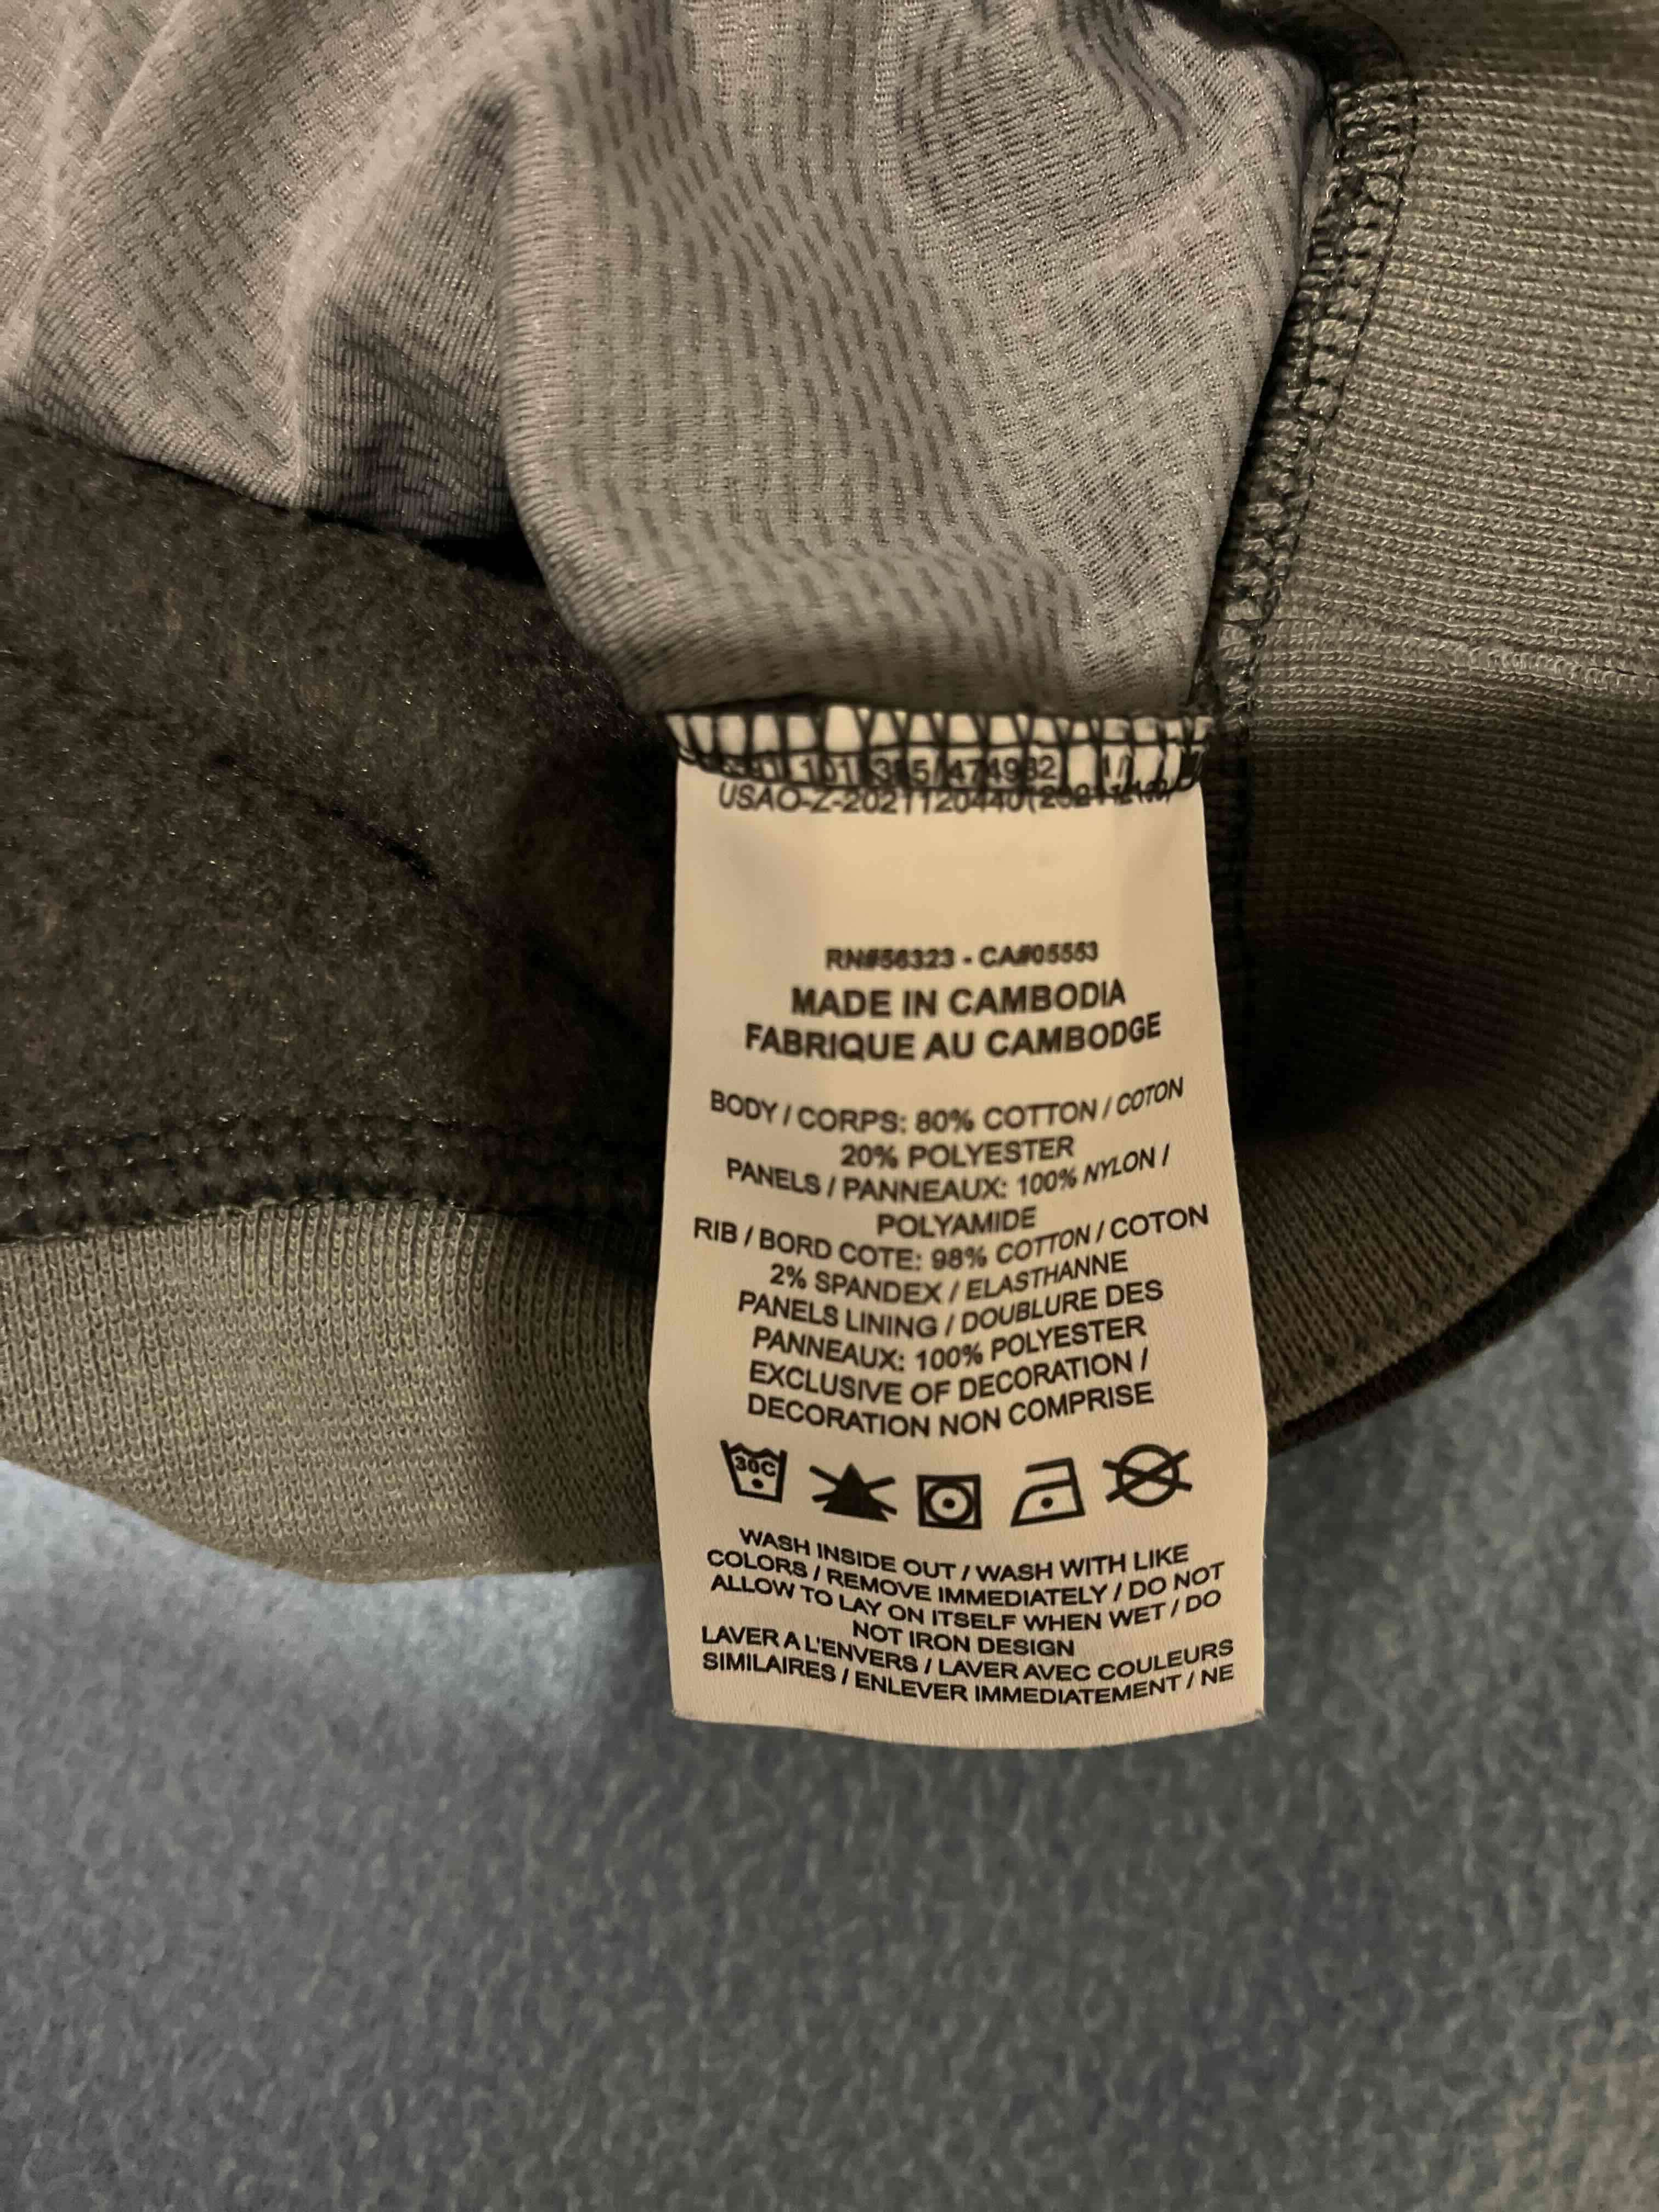 USAO-Z-2021120440
RN#56323 - CA#05553
MADE IN CAMBODIA
FABRIQUE AU CAMBODGE
BODY / CORPS: 80% COTTON / COTON
20% POLYESTER
PANELS / PANNEAUX: 100% NYLON /
POLYAMIDE
RIB / BORD COTE: 98% COTTON / COTON
2% SPANDEX / ELASTHANNE
PANELS LINING / DOUBLURE DES
PANNEAUX: 100% POLYESTER
EXCLUSIVE OF DECORATION /
DECORATION NON COMPRISE
30C
WASH INSIDE OUT / WASH WITH LIKE
COLORS / REMOVE IMMEDIATELY / DO NOT
ALLOW TO LAY ON ITSELF WHEN WET / DO
NOT IRON DESIGN
LAVER A L'ENVERS / LAVER AVEC COULEURS
SIMILAIRES / ENLEVER IMMEDIATEMENT / NE